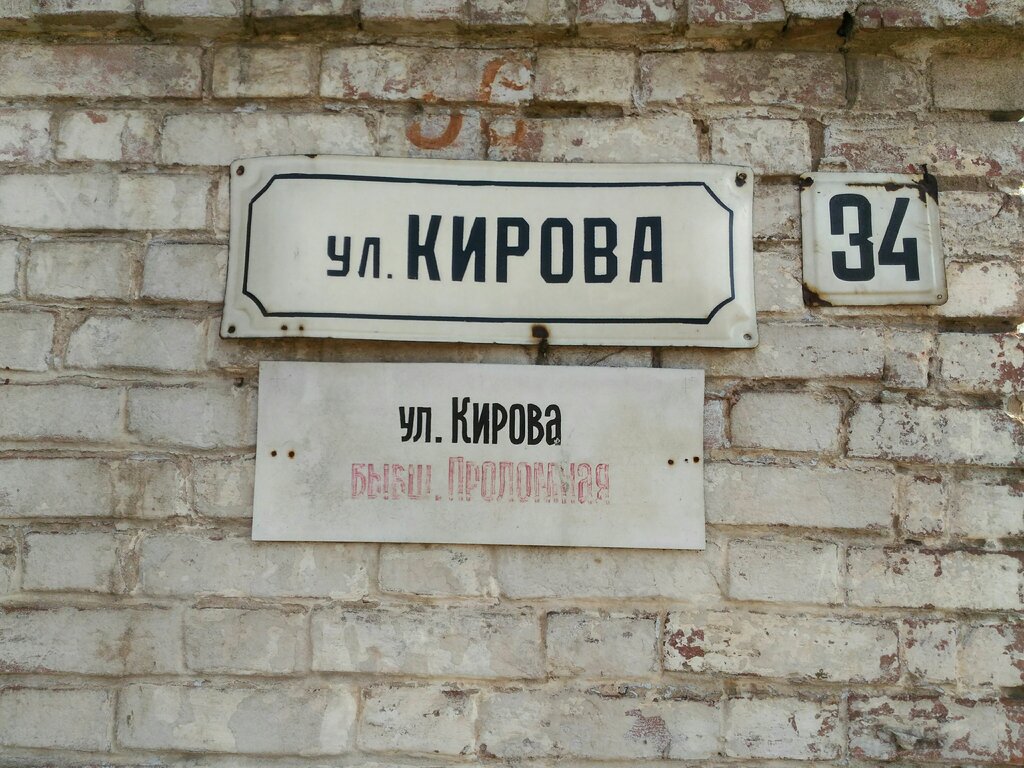 ул. КИРОВА
34
ул. Кирова
бывш. Проломная